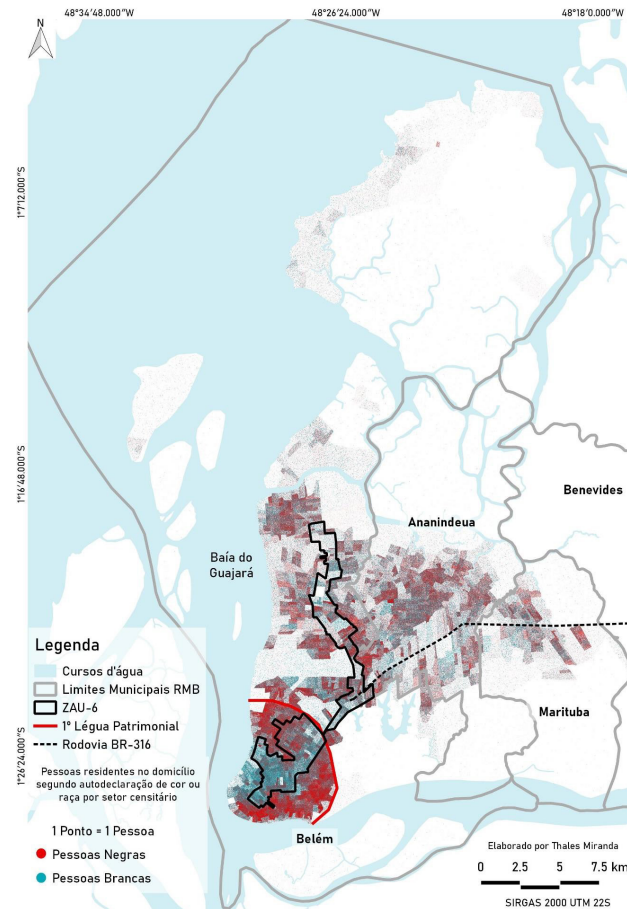 48°34'48.000"W
48°26'24.000"W
48°18'0.000"W
N
1°7'12.000"S
1°16'48.000"S
1°26'24.000"S
Benevides
Ananindeua
Baía do
Guajará
Marituba
Belém
Legenda
Cursos d'água
Limites Municipais RMB
ZAU-6
1º Légua Patrimonial
Rodovia BR-316
Pessoas residentes no domicílio
segundo autodeclaração de cor ou
raça por setor censitário
1 Ponto = 1 Pessoa
Pessoas Negras
Pessoas Brancas
Elaborado por Thales Miranda
0 2.5 5 7.5 km
SIRGAS 2000 UTM 22S